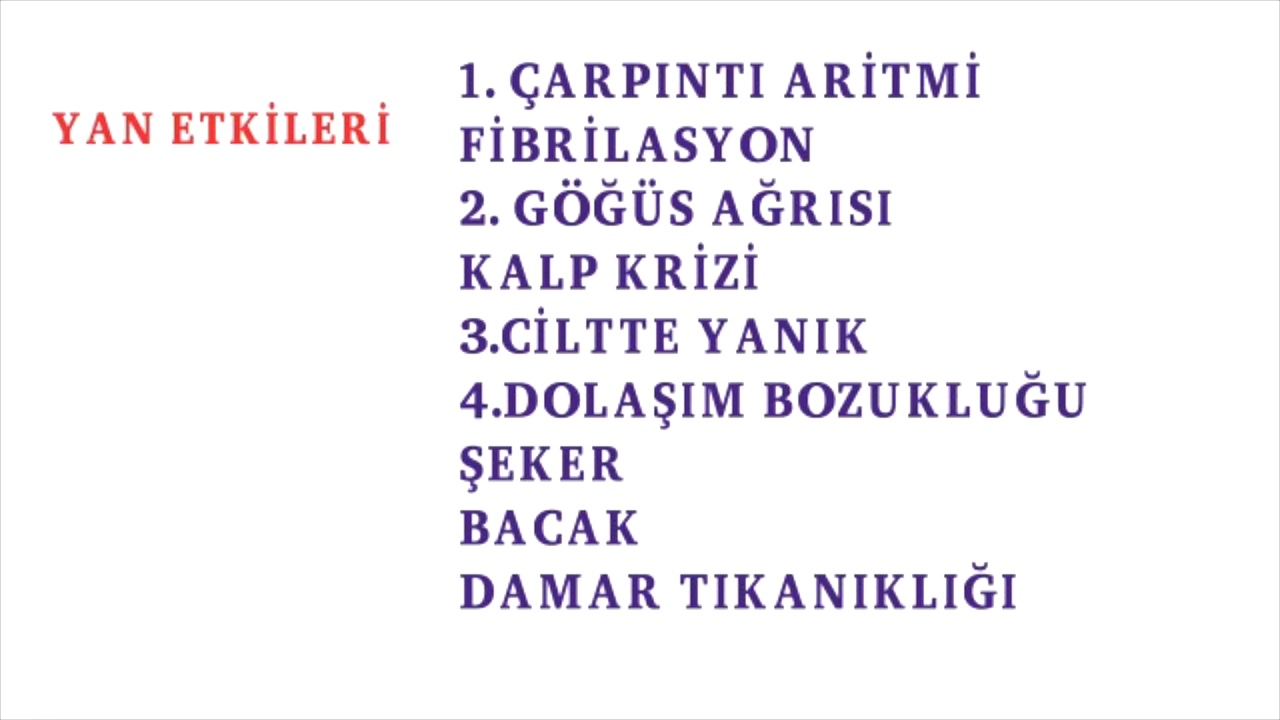 YAN ETKİLERİ
1. ÇARPINTI ARİTMİ
FİBRİLASYON
2. GÖĞÜS AĞRISI
KALP KRİZİ
3.CİLTTE YANIK
4.DOLAŞIM BOZUKLUĞU
ŞEKER
BACAK
DAMAR TIKANIKLIĞI